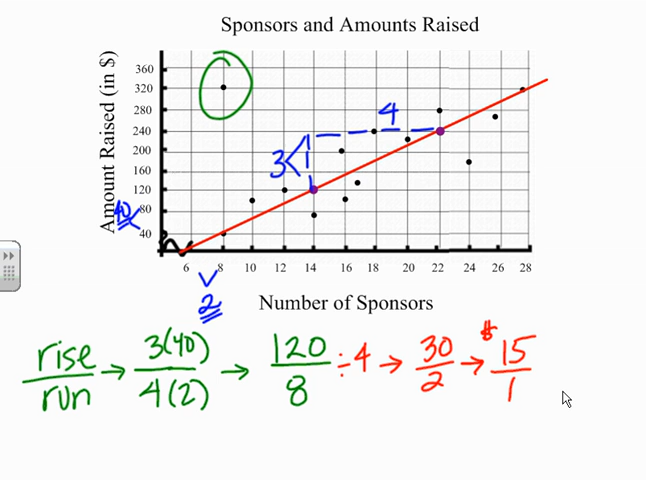 Sponsors and Amounts Raised
Amount Raised (in $)
360
320
280
240
200
160
120
80
40
4
3
40
6 8 10 12 14 16 18 20 22 24 26 28
2
Number of Sponsors
rise/run → 3(40)/4(2) → 120/8 ÷4 → 30/2 → $15/1